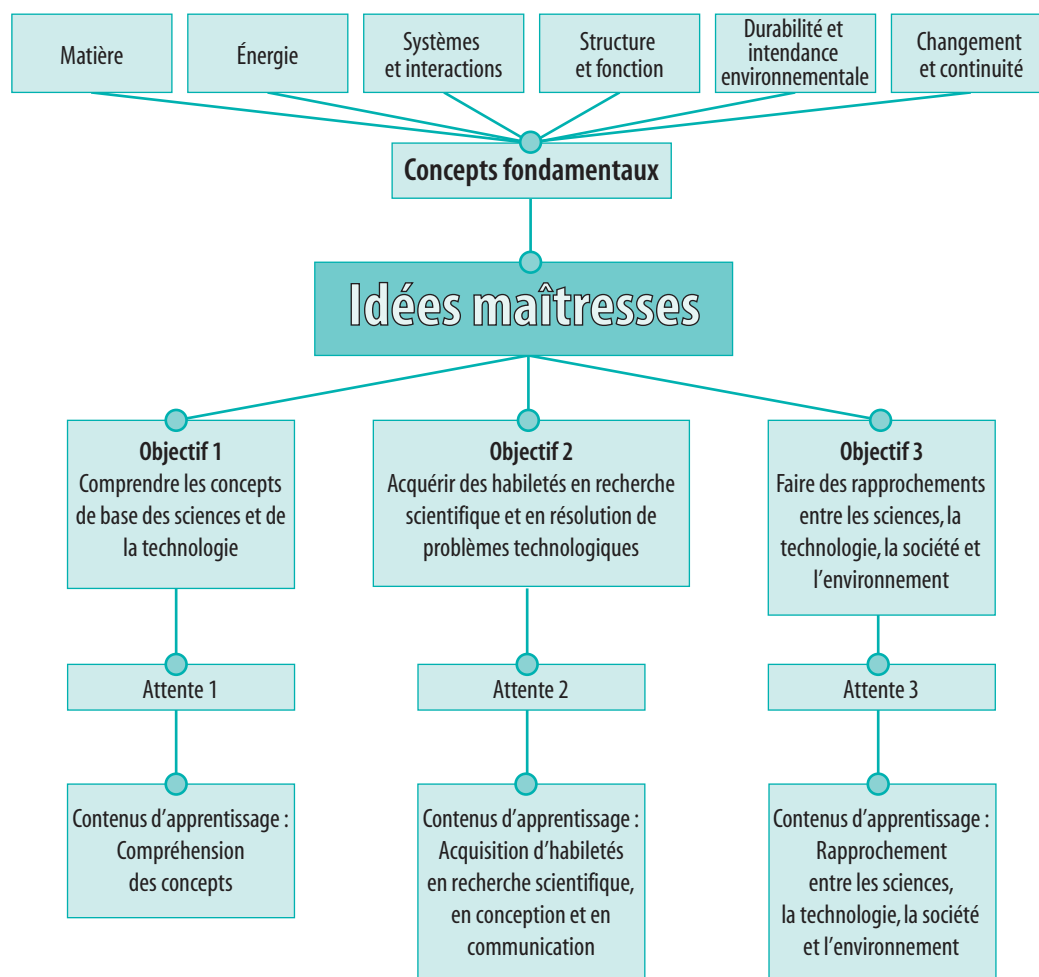 Matière
Énergie
Systèmes
et interactions
Structure
et fonction
Durabilité et
intendance
environnementale
Changement
et continuité
Concepts fondamentaux
Idées maîtresses
Objectif 1
Comprendre les concepts
de base des sciences et de
la technologie
Objectif 2
Acquérir des habiletés en recherche
scientifique et en résolution de
problèmes technologiques
Objectif 3
Faire des rapprochements
entre les sciences, la
technologie, la société et
l'environnement
Attente 1
Attente 2
Attente 3
Contenus d'apprentissage :
Compréhension
des concepts
Contenus d'apprentissage :
Acquisition d'habiletés
en recherche scientifique,
en conception et en
communication
Contenus d'apprentissage :
Rapprochement
entre les sciences,
la technologie, la société
et l'environnement